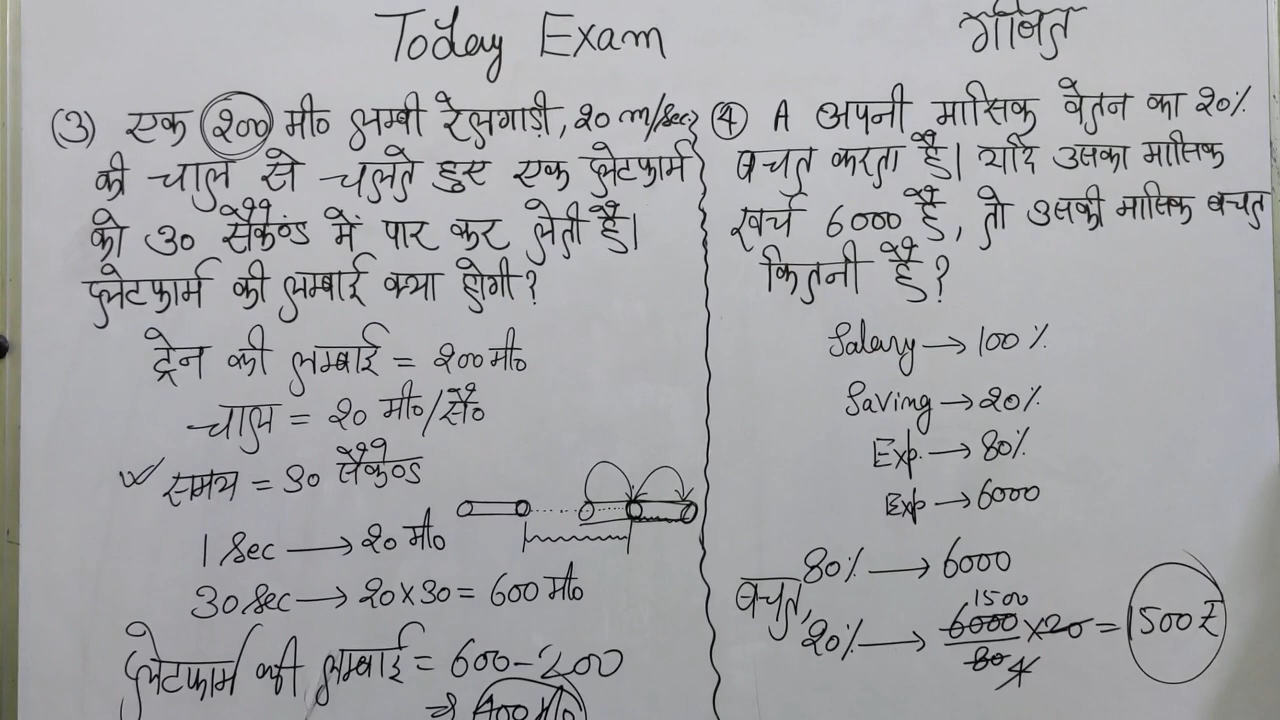 Today Exam
गणित
(3) एक 200 मी० लम्बी रेलगाड़ी, 20 m/sec
की चाल से चलते हुए एक प्लेटफार्म
को 30 सैकेण्ड में पार कर लेती है।
प्लेटफार्म की लम्बाई क्या होगी?
ट्रेन की लम्बाई = 200 मी०
चाल = 20 मी०/सै०
समय = 30 सैकेण्ड
1 Sec → 20 मी०
30 Sec → 20 x 30 = 600 मी०
प्लेटफार्म की लम्बाई = 600 - 200
⇒ 400 मी०
(4) A अपनी मासिक वेतन का 20%
बचत करता है। यदि उसका मासिक
खर्च 6000 है, तो उसकी मासिक बचत
कितनी है?
Salary → 100%
Saving → 20%
Exp. → 80%
Exp → 6000
80% → 6000
बचत,
1500
20% → 6000 x 20 = 1500 ₹
80 4